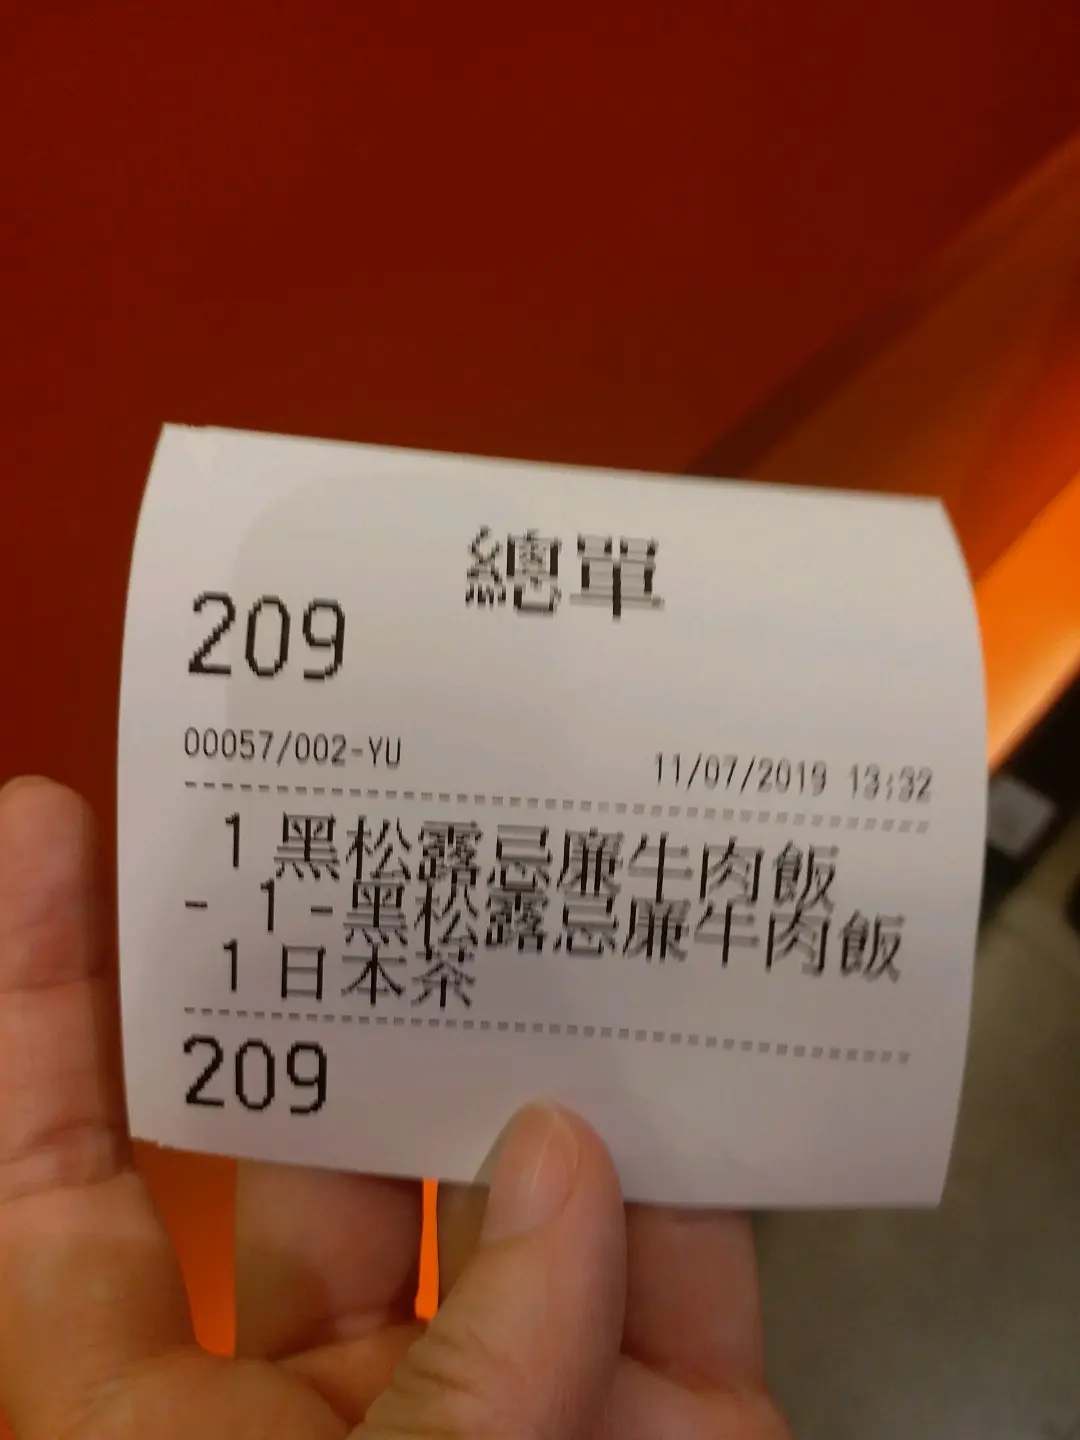 總單
209
00057/002-YU 11/07/2019 13:32
1 黑松露忌廉牛肉飯
- 1 -黑松露忌廉牛肉飯
1 日本茶
209